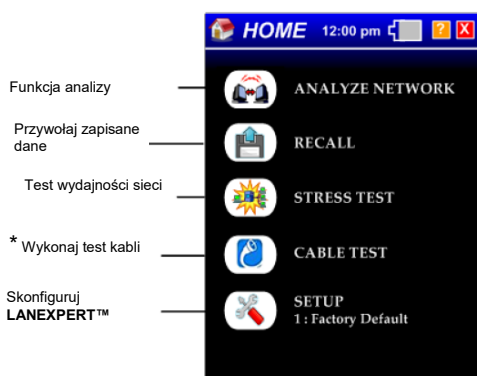 HOME 12:00 pm ? X
Funkcja analizy
ANALYZE NETWORK
Przywołaj zapisane
dane
RECALL
Test wydajności sieci
STRESS TEST
* Wykonaj test kabli
CABLE TEST
Skonfiguruj
LANEXPERT™
SETUP
1 : Factory Default